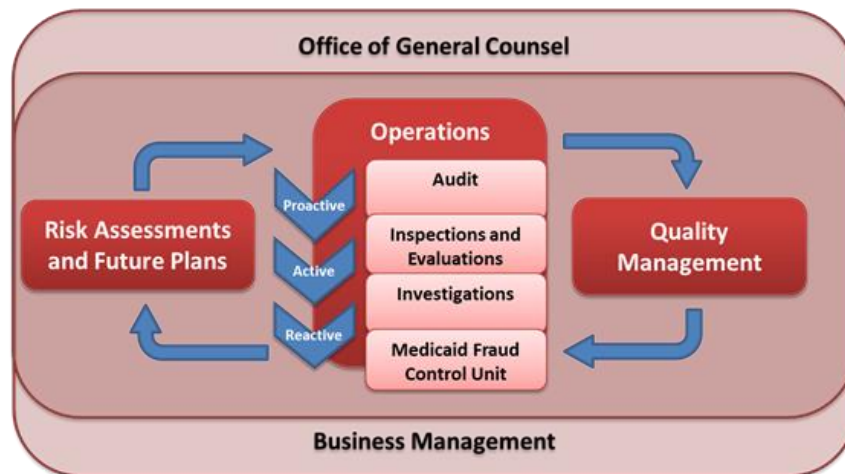 Office of General Counsel
Operations
Audit
Proactive
Risk Assessments
and Future Plans
Inspections and
Evaluations
Quality
Management
Active
Investigations
Reactive
Medicaid Fraud
Control Unit
Business Management